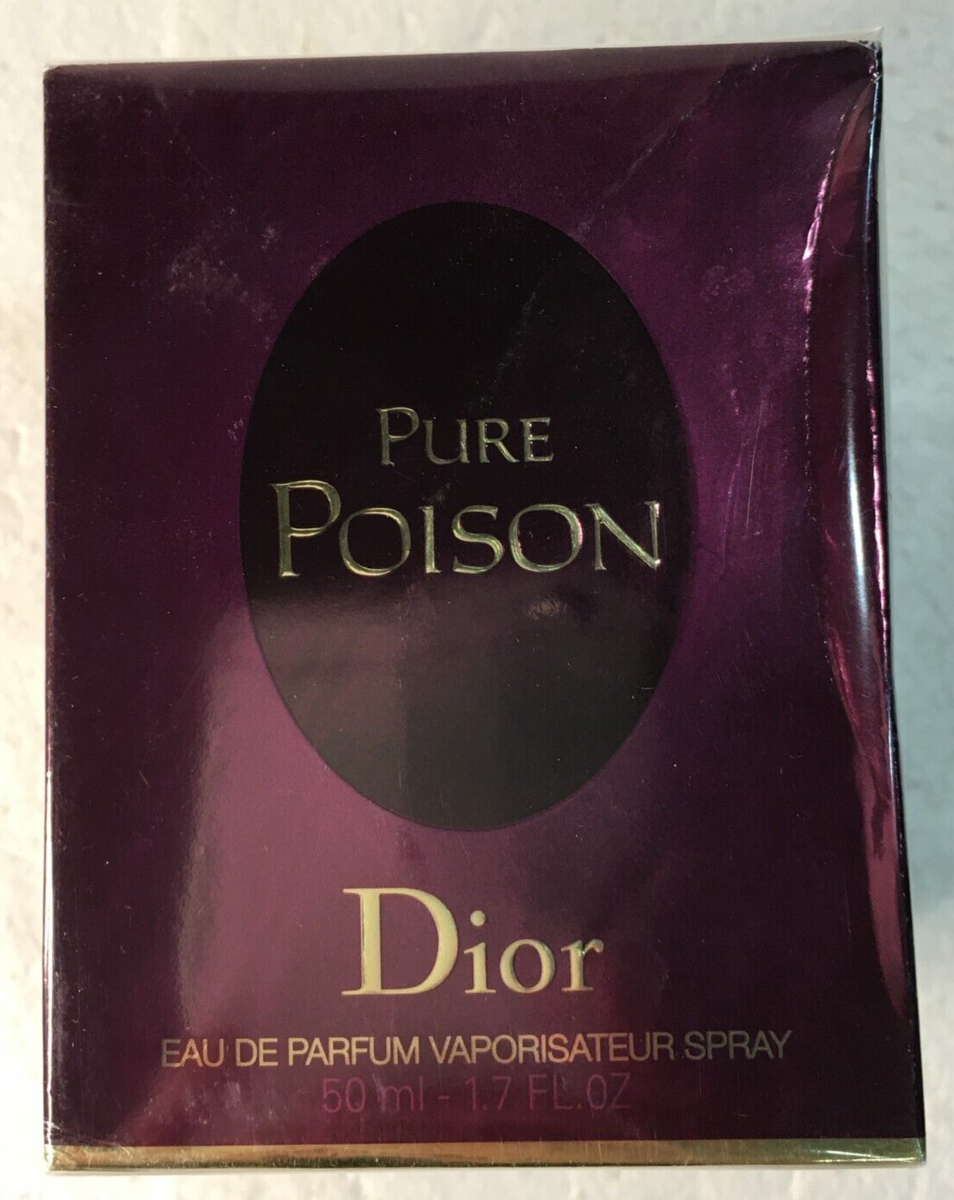 PURE
POISON
Dior
EAU DE PARFUM VAPORISATEUR SPRAY
50 ml - 1.7 FL.OZ